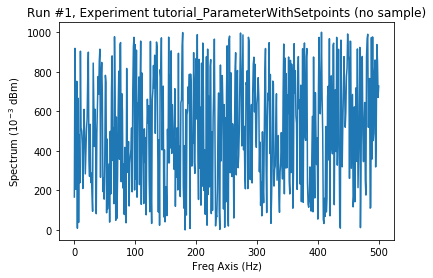 Run #1, Experiment tutorial_ParameterWithSetpoints (no sample)
1000
800
600
400
200
0
Spectrum (10⁻³ dBm)
0 100 200 300 400 500
Freq Axis (Hz)